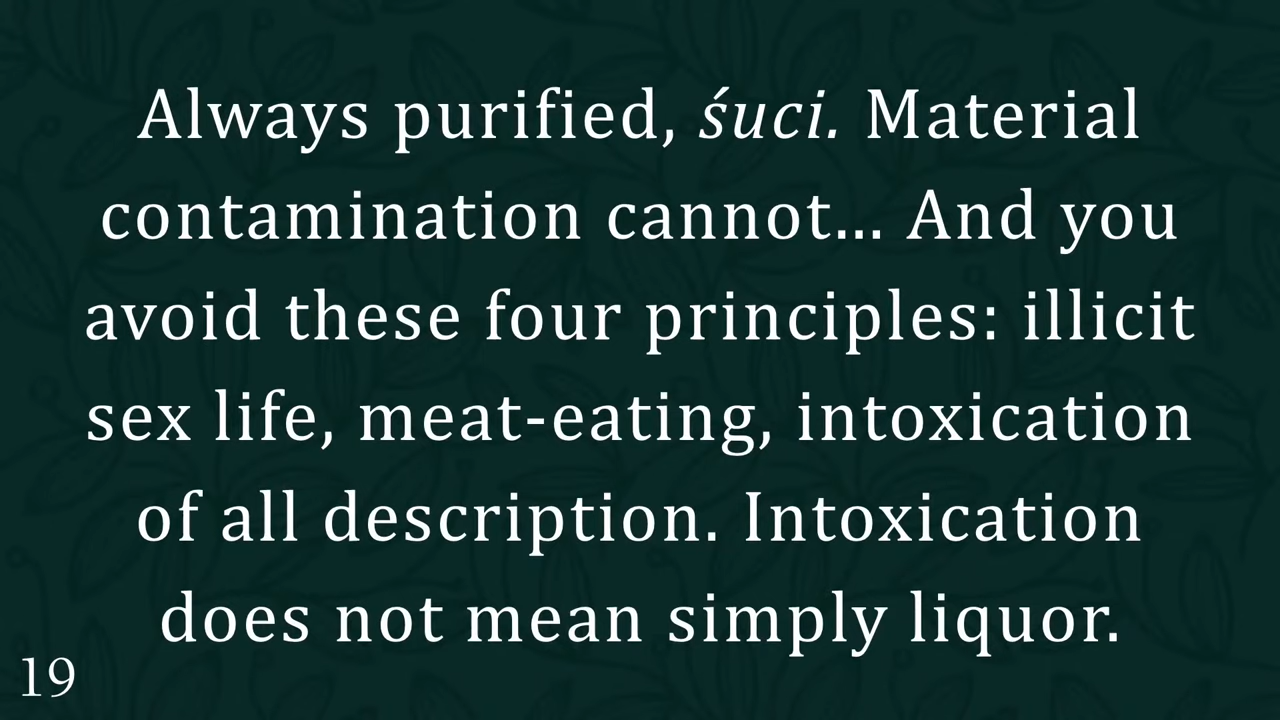 Always purified, śuci. Material
contamination cannot... And you
avoid these four principles: illicit
sex life, meat-eating, intoxication
of all description. Intoxication
does not mean simply liquor.
19